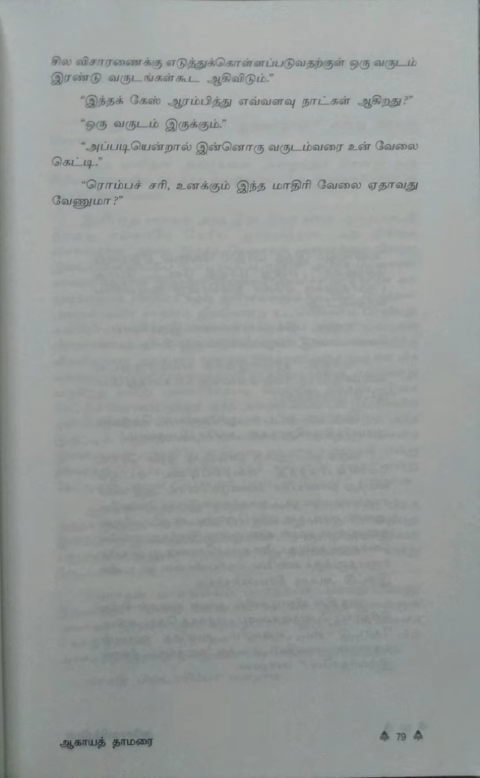 சில விசாரணைக்கு எடுத்துக்கொள்ளப்படுவதற்குள் ஒரு வருடம்
இரண்டு வருடங்கள்கூட ஆகிவிடும்."
"இந்தக் கேஸ் ஆரம்பித்து எவ்வளவு நாட்கள் ஆகிறது?"
"ஒரு வருடம் இருக்கும்."
"அப்படியென்றால் இன்னொரு வருடம்வரை உன் வேலை
கெட்டி."
"ரொம்பச் சரி, உனக்கும் இந்த மாதிரி வேலை ஏதாவது
வேணுமா?"
ஆகாயத் தாமரை
79